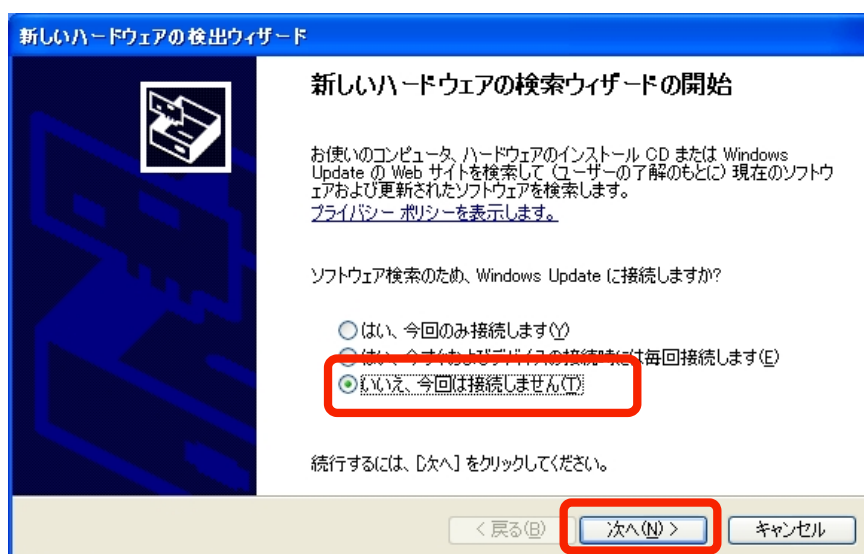 新しいハードウェアの検出ウィザード
新しいハードウェアの検索ウィザードの開始
お使いのコンピュータ、ハードウェアのインストール CD または Windows
Update の Web サイトを検索して (ユーザーの了解のもとに) 現在のソフトウ
ェアおよび更新されたソフトウェアを検索します。
プライバシー ポリシーを表示します。
ソフトウェア検索のため、Windows Update に接続しますか?
はい、今回のみ接続します(Y)
はい、今すぐおよびデバイスの接続時には毎回接続します(E)
いいえ、今回は接続しません(T)
続行するには、[次へ] をクリックしてください。
< 戻る(B)
次へ(N) >
キャンセル